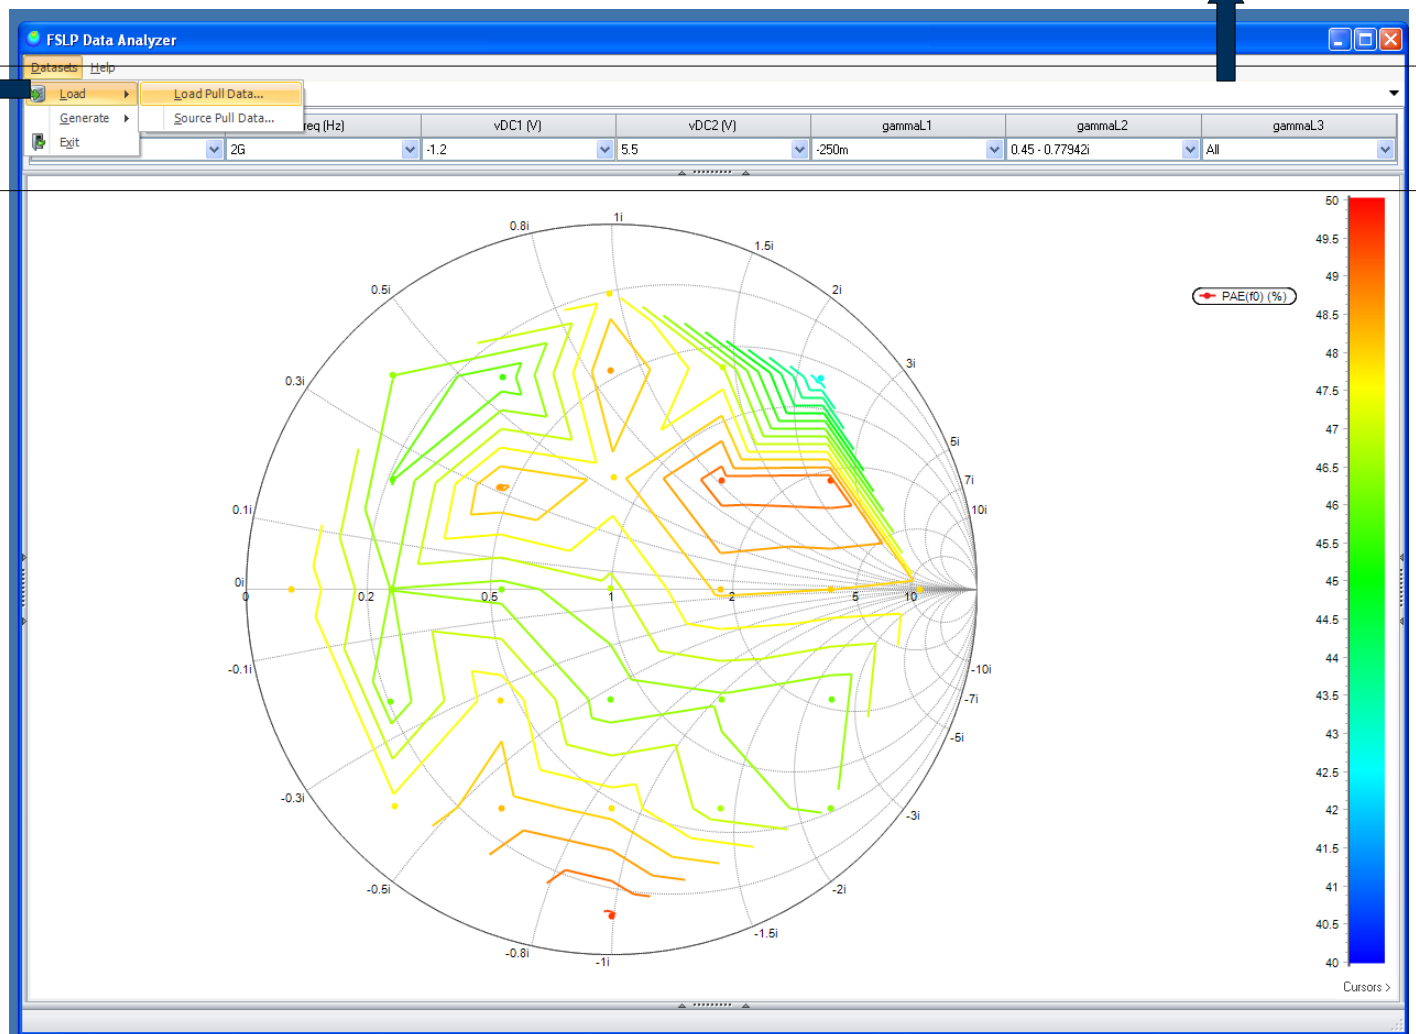 FSLP Data Analyzer
Datasets Help
Load Load Pull Data...
Generate Source Pull Data...
Exit
req (Hz) vDC1 (V) vDC2 (V) gammaL1 gammaL2 gammaL3
2G -1.2 5.5 -250m 0.45 - 0.77942i All
1i
0.8i
1.5i
0.5i
2i
0.3i
3i
5i
0.1i
7i
10i
0i
0 0.2 0.5 1 2 5 10
-0.1i
-10i
-7i
-5i
-0.3i
-3i
-0.5i
-2i
-0.8i
-1.5i
-1i
PAE(f0) (%)
50
49.5
49
48.5
48
47.5
47
46.5
46
45.5
45
44.5
44
43.5
43
42.5
42
41.5
41
40.5
40
Cursors >